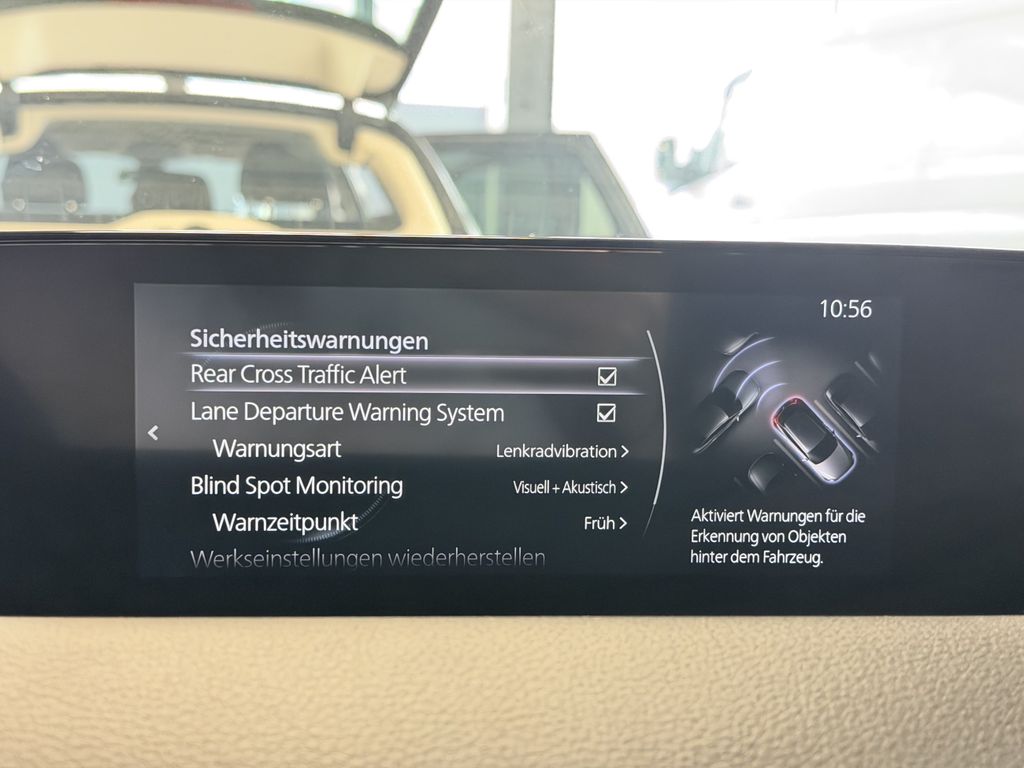 10:56
Sicherheitswarnungen
Rear Cross Traffic Alert
Lane Departure Warning System
Warnungsart Lenkradvibration
Blind Spot Monitoring Visuell + Akustisch
Warnzeitpunkt Früh
Werkseinstellungen wiederherstellen
Aktiviert Warnungen für die
Erkennung von Objekten
hinter dem Fahrzeug.